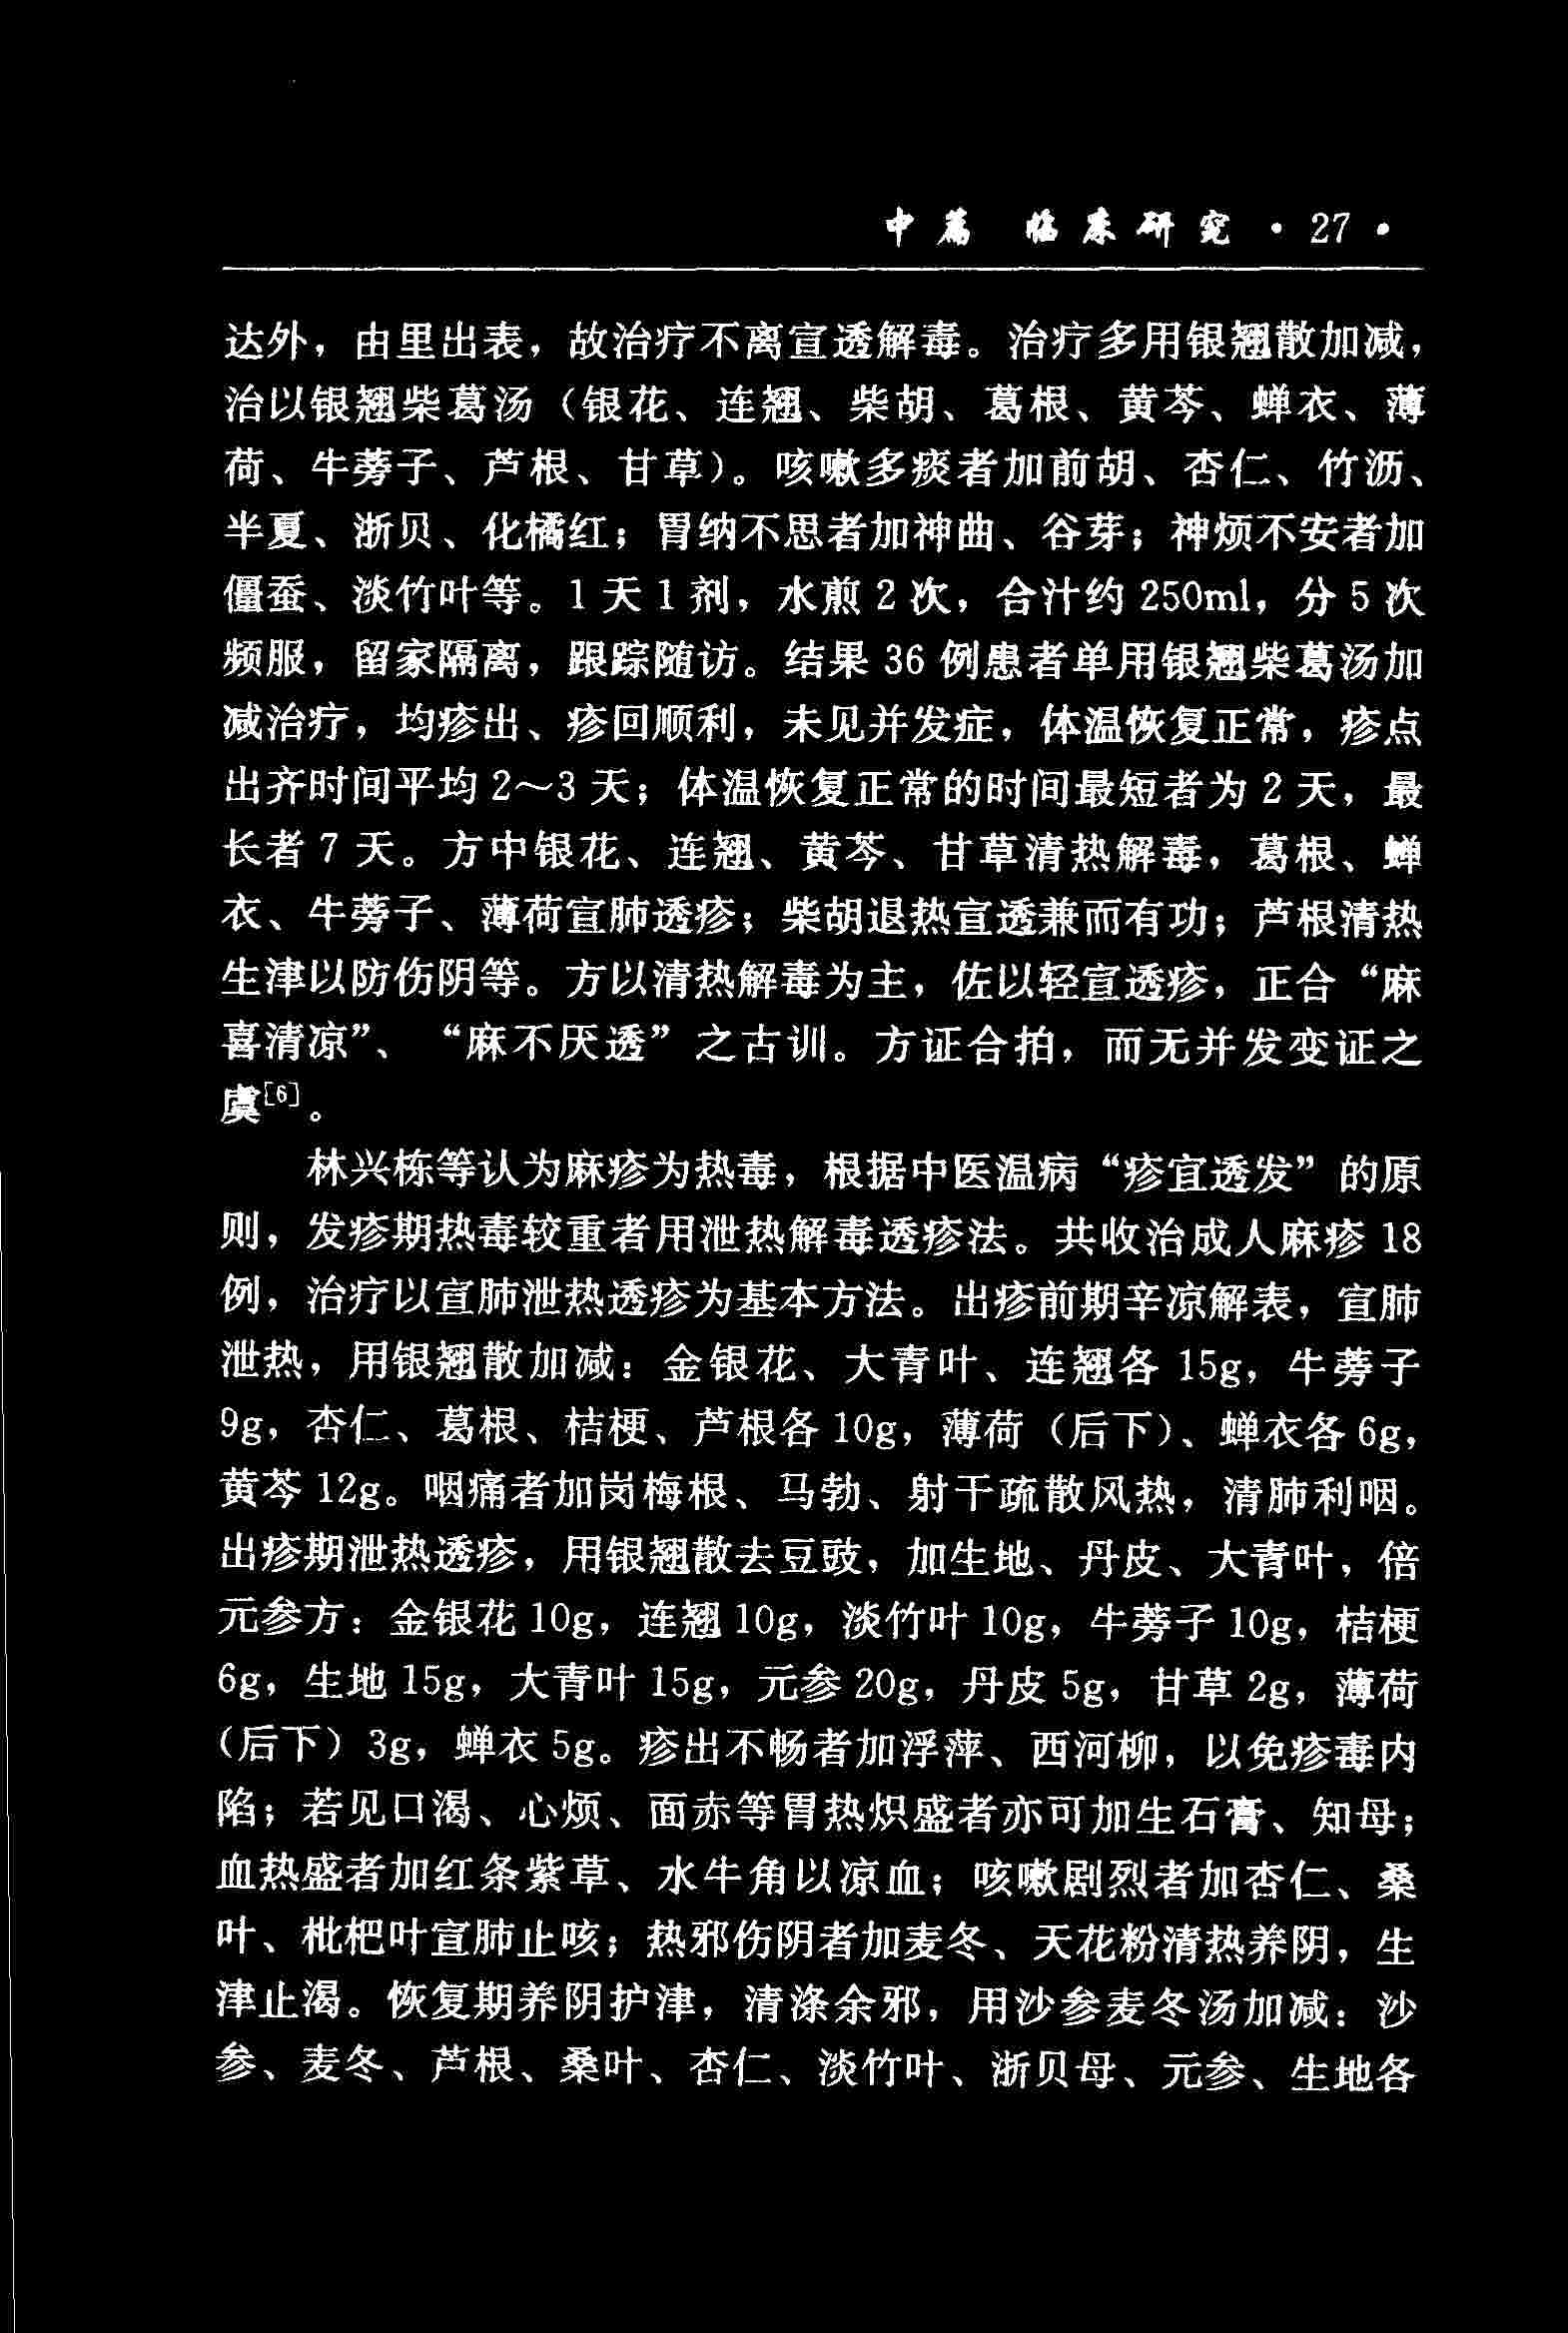 中篇 临床研究 · 27 ·
达外，由里出表，故治疗不离宣透解毒。治疗多用银翘散加减，
治以银翘柴葛汤（银花、连翘、柴胡、葛根、黄芩、蝉衣、薄
荷、牛蒡子、芦根、甘草）。咳嗽多痰者加前胡、杏仁、竹沥、
半夏、浙贝、化橘红；胃纳不思者加神曲、谷芽；神烦不安者加
僵蚕、淡竹叶等。1 天 1 剂，水煎 2 次，合汁约 250ml，分 5 次
频服，留家隔离，跟踪随访。结果 36 例患者单用银翘柴葛汤加
减治疗，均疹出、疹回顺利，未见并发症，体温恢复正常，疹点
出齐时间平均 2～3 天；体温恢复正常的时间最短者为 2 天，最
长者 7 天。方中银花、连翘、黄芩、甘草清热解毒，葛根、蝉
衣、牛蒡子、薄荷宣肺透疹；柴胡退热宣透兼而有功；芦根清热
生津以防伤阴等。方以清热解毒为主，佐以轻宣透疹，正合“麻
喜清凉”、“麻不厌透”之古训。方证合拍，而无并发变证之
虞[6]。
林兴栋等认为麻疹为热毒，根据中医温病“疹宜透发”的原
则，发疹期热毒较重者用泄热解毒透疹法。共收治成人麻疹 18
例，治疗以宣肺泄热透疹为基本方法。出疹前期辛凉解表，宣肺
泄热，用银翘散加减：金银花、大青叶、连翘各 15g，牛蒡子
9g，杏仁、葛根、桔梗、芦根各 10g，薄荷（后下）、蝉衣各 6g，
黄芩 12g。咽痛者加岗梅根、马勃、射干疏散风热，清肺利咽。
出疹期泄热透疹，用银翘散去豆豉，加生地、丹皮、大青叶，倍
元参方：金银花 10g，连翘 10g，淡竹叶 10g，牛蒡子 10g，桔梗
6g，生地 15g，大青叶 15g，元参 20g，丹皮 5g，甘草 2g，薄荷
（后下）3g，蝉衣 5g。疹出不畅者加浮萍、西河柳，以免疹毒内
陷；若见口渴、心烦、面赤等胃热炽盛者亦可加生石膏、知母；
血热盛者加红条紫草、水牛角以凉血；咳嗽剧烈者加杏仁、桑
叶、枇杷叶宣肺止咳；热邪伤阴者加麦冬、天花粉清热养阴，生
津止渴。恢复期养阴护津，清涤余邪，用沙参麦冬汤加减：沙
参、麦冬、芦根、桑叶、杏仁、淡竹叶、浙贝母、元参、生地各